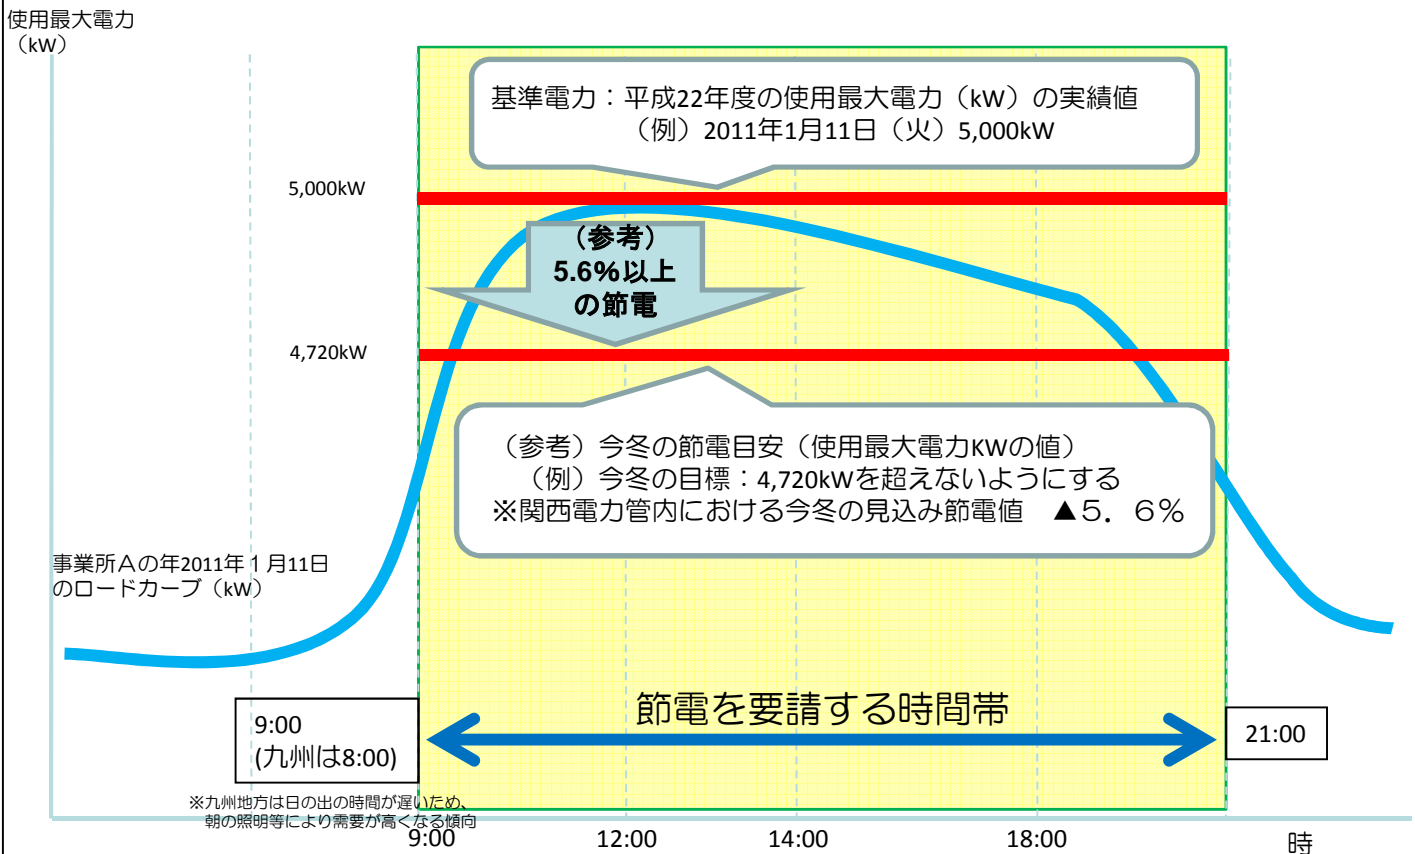 使用最大電力
（kW）
基準電力：平成22年度の使用最大電力（kW）の実績値
（例）2011年1月11日（火）5,000kW
5,000kW
（参考）
5.6%以上
の節電
4,720kW
（参考）今冬の節電目安（使用最大電力KWの値）
（例）今冬の目標：4,720kWを超えないようにする
※関西電力管内における今冬の見込み節電値　▲５．６％
事業所Ａの年2011年１月11日
のロードカーブ（kW）
節電を要請する時間帯
9:00
(九州は8:00)
21:00
※九州地方は日の出の時間が遅いため、
朝の照明等により需要が高くなる傾向
9:00
12:00
14:00
18:00
時